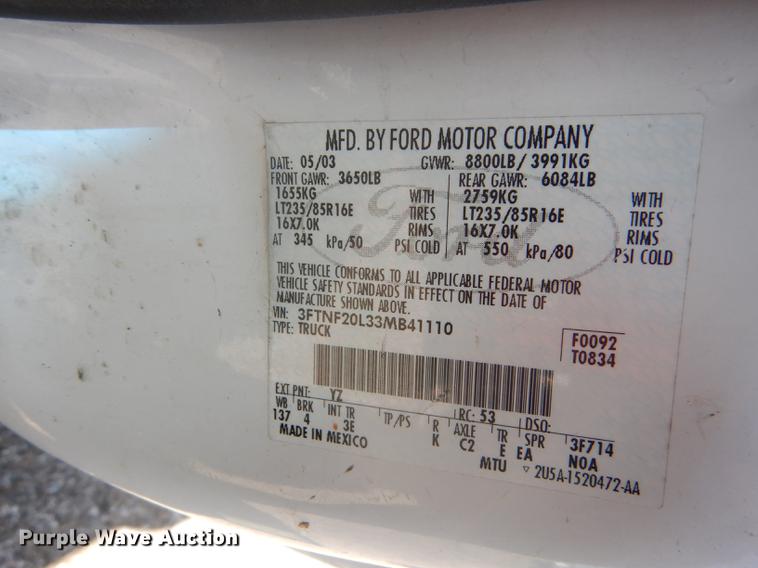 MFD. BY FORD MOTOR COMPANY
DATE: 05/03 GVWR: 8800LB/ 3991KG
FRONT GAWR: 3650LB REAR GAWR: 6084LB
1655KG WITH 2759KG WITH
LT235/85R16E TIRES LT235/85R16E TIRES
16X7.0K RIMS 16X7.0K RIMS
AT 345 kPa/50 PSI COLD AT 550 kPa/80 PSI COLD
Ford
THIS VEHICLE CONFORMS TO ALL APPLICABLE FEDERAL MOTOR
VEHICLE SAFETY STANDARDS IN EFFECT ON THE DATE OF
MANUFACTURE SHOWN ABOVE.
VIN: 3FTNF20L33MB41110
TYPE: TRUCK
F0092
T0834
EXT PNT: YZ RC: 53 DSO:
WB BRK INT TR TP/PS R AXLE TR SPR 3F714
137 4 3E K C2 E EA NOA
MADE IN MEXICO MTU ▽ 2U5A-1520472-AA
Purple Wave Auction